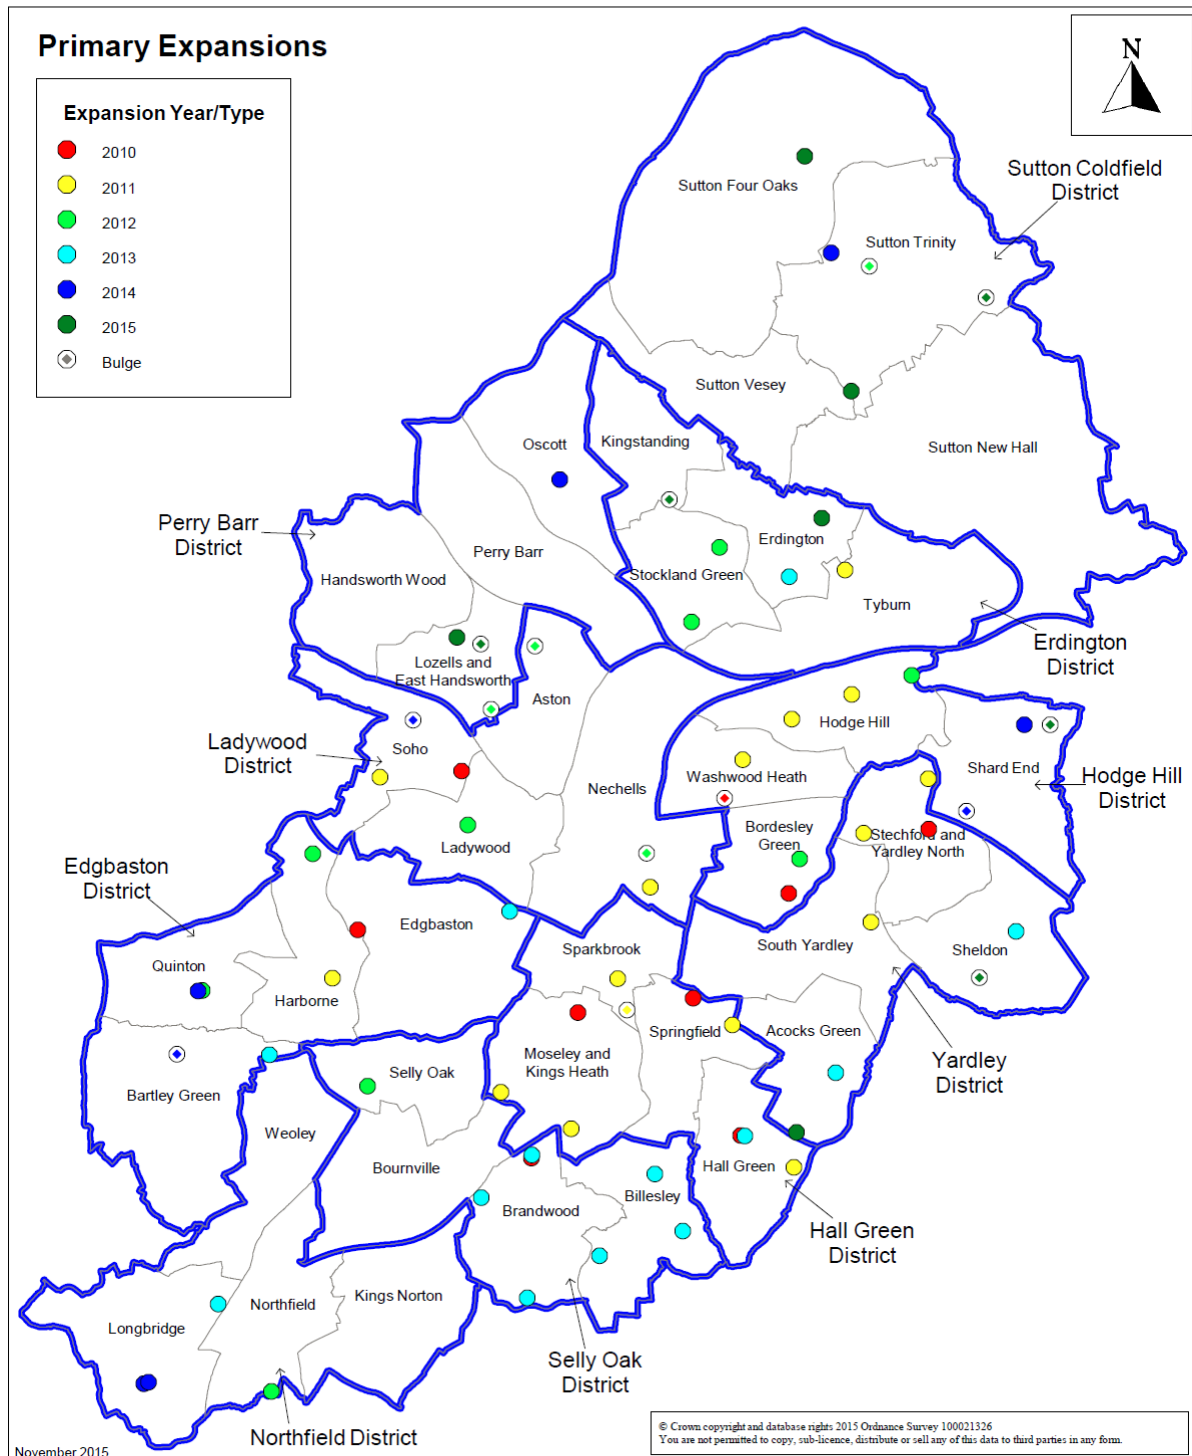 Primary Expansions
N
Expansion Year/Type
2010
2011
2012
2013
2014
2015
Bulge
Sutton Coldfield
District
Sutton Four Oaks
Sutton Trinity
Sutton Vesey
Sutton New Hall
Oscott
Kingstanding
Perry Barr
District
Perry Barr
Erdington
Handsworth Wood
Stockland Green
Tyburn
Erdington
District
Lozells and
East Handsworth
Aston
Hodge Hill
Ladywood
District
Soho
Nechells
Washwood Heath
Shard End
Hodge Hill
District
Bordesley
Green
Stechford and
Yardley North
Ladywood
Edgbaston
District
Edgbaston
Sparkbrook
South Yardley
Sheldon
Quinton
Harborne
Springfield
Acocks Green
Moseley and
Kings Heath
Yardley
District
Selly Oak
Bartley Green
Weoley
Bournville
Hall Green
Billesley
Brandwood
Hall Green
District
Kings Norton
Northfield
Longbridge
Selly Oak
District
Northfield District
© Crown copyright and database rights 2015 Ordnance Survey 100021326
You are not permitted to copy, sub-licence, distribute or sell any of this data to third parties in any form.
November 2015